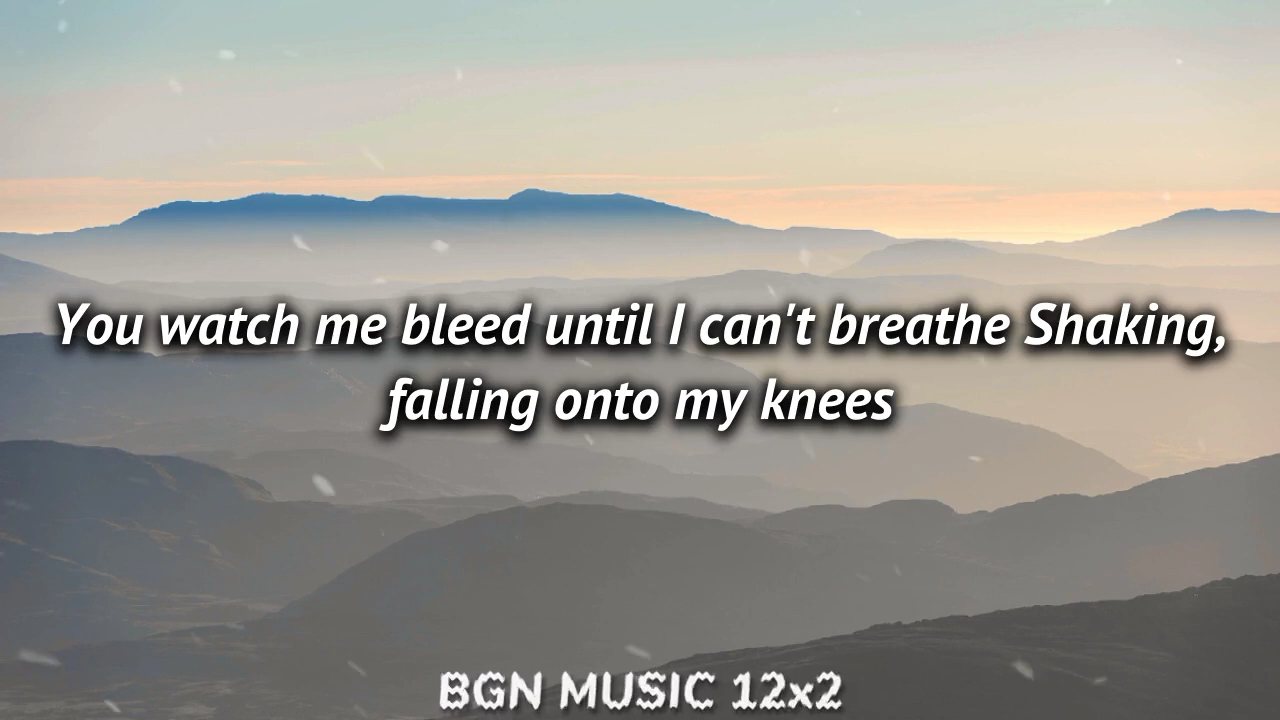 You watch me bleed until I can't breathe Shaking,
falling onto my knees
BGN MUSIC 12x2